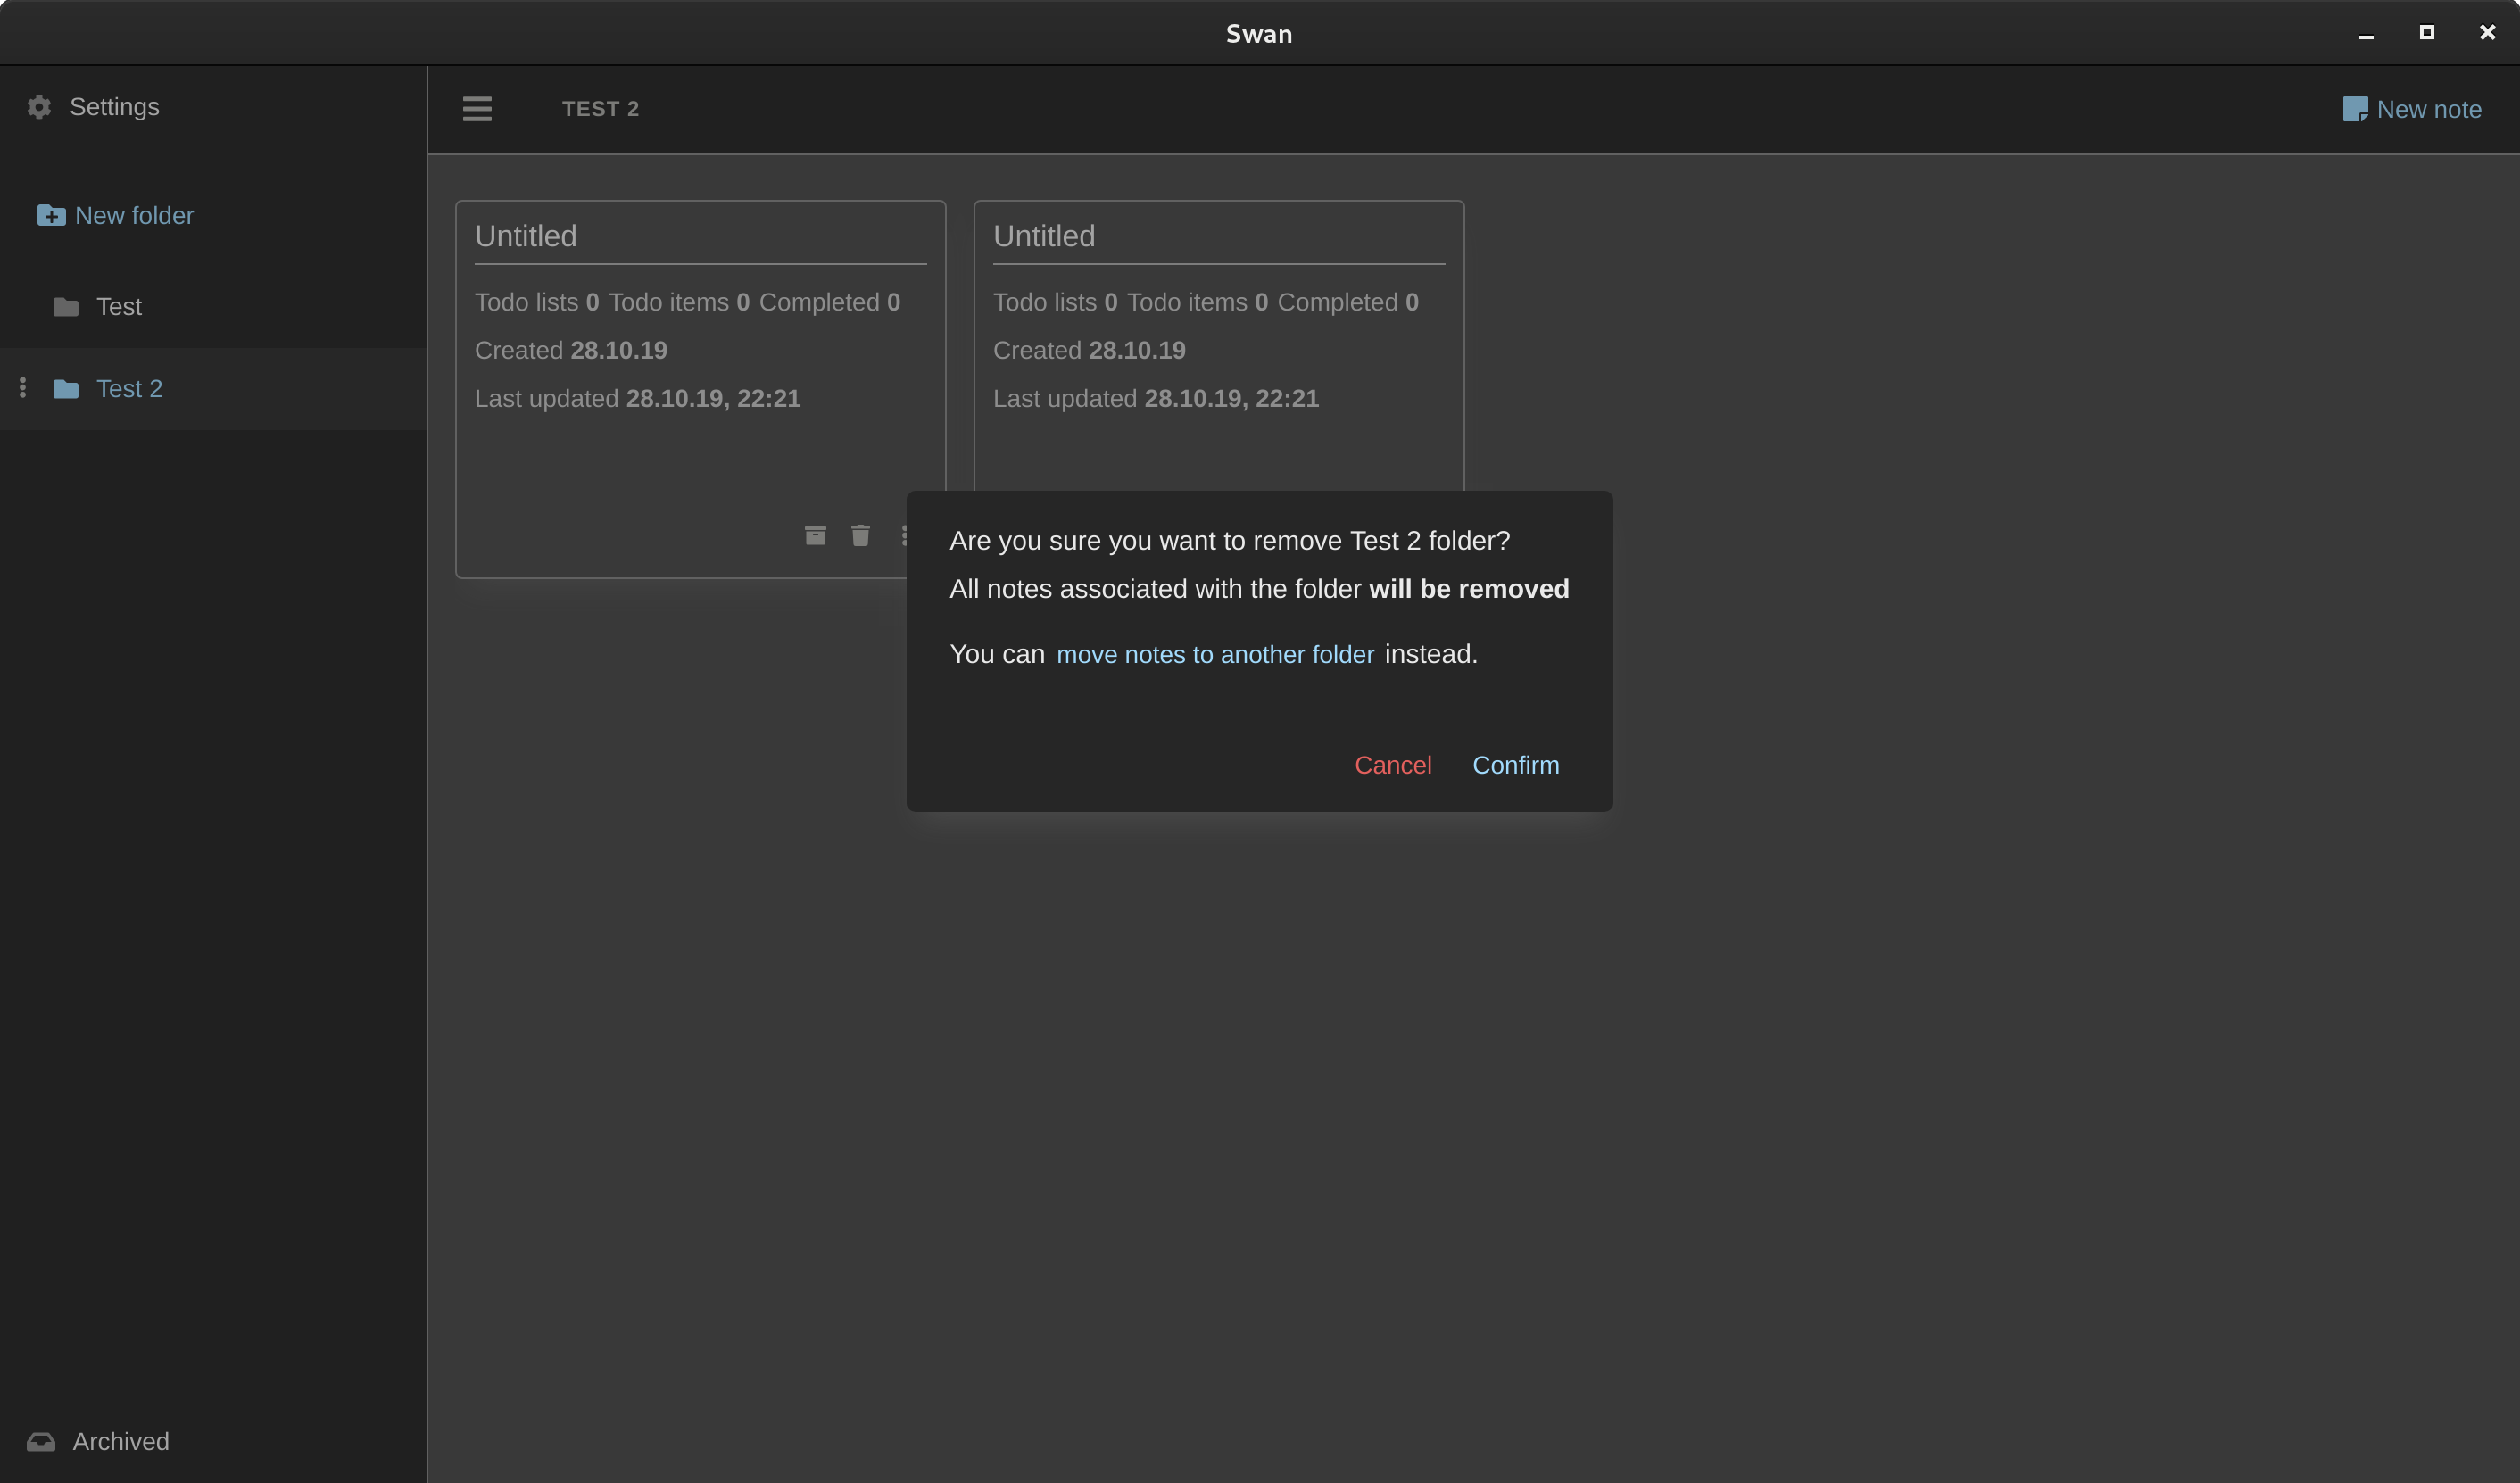 Swan
Settings
New folder
Test
Test 2
Archived
TEST 2
New note
Untitled
Todo lists 0 Todo items 0 Completed 0
Created 28.10.19
Last updated 28.10.19, 22:21
Untitled
Todo lists 0 Todo items 0 Completed 0
Created 28.10.19
Last updated 28.10.19, 22:21
Are you sure you want to remove Test 2 folder?
All notes associated with the folder will be removed
You can move notes to another folder instead.
Cancel Confirm